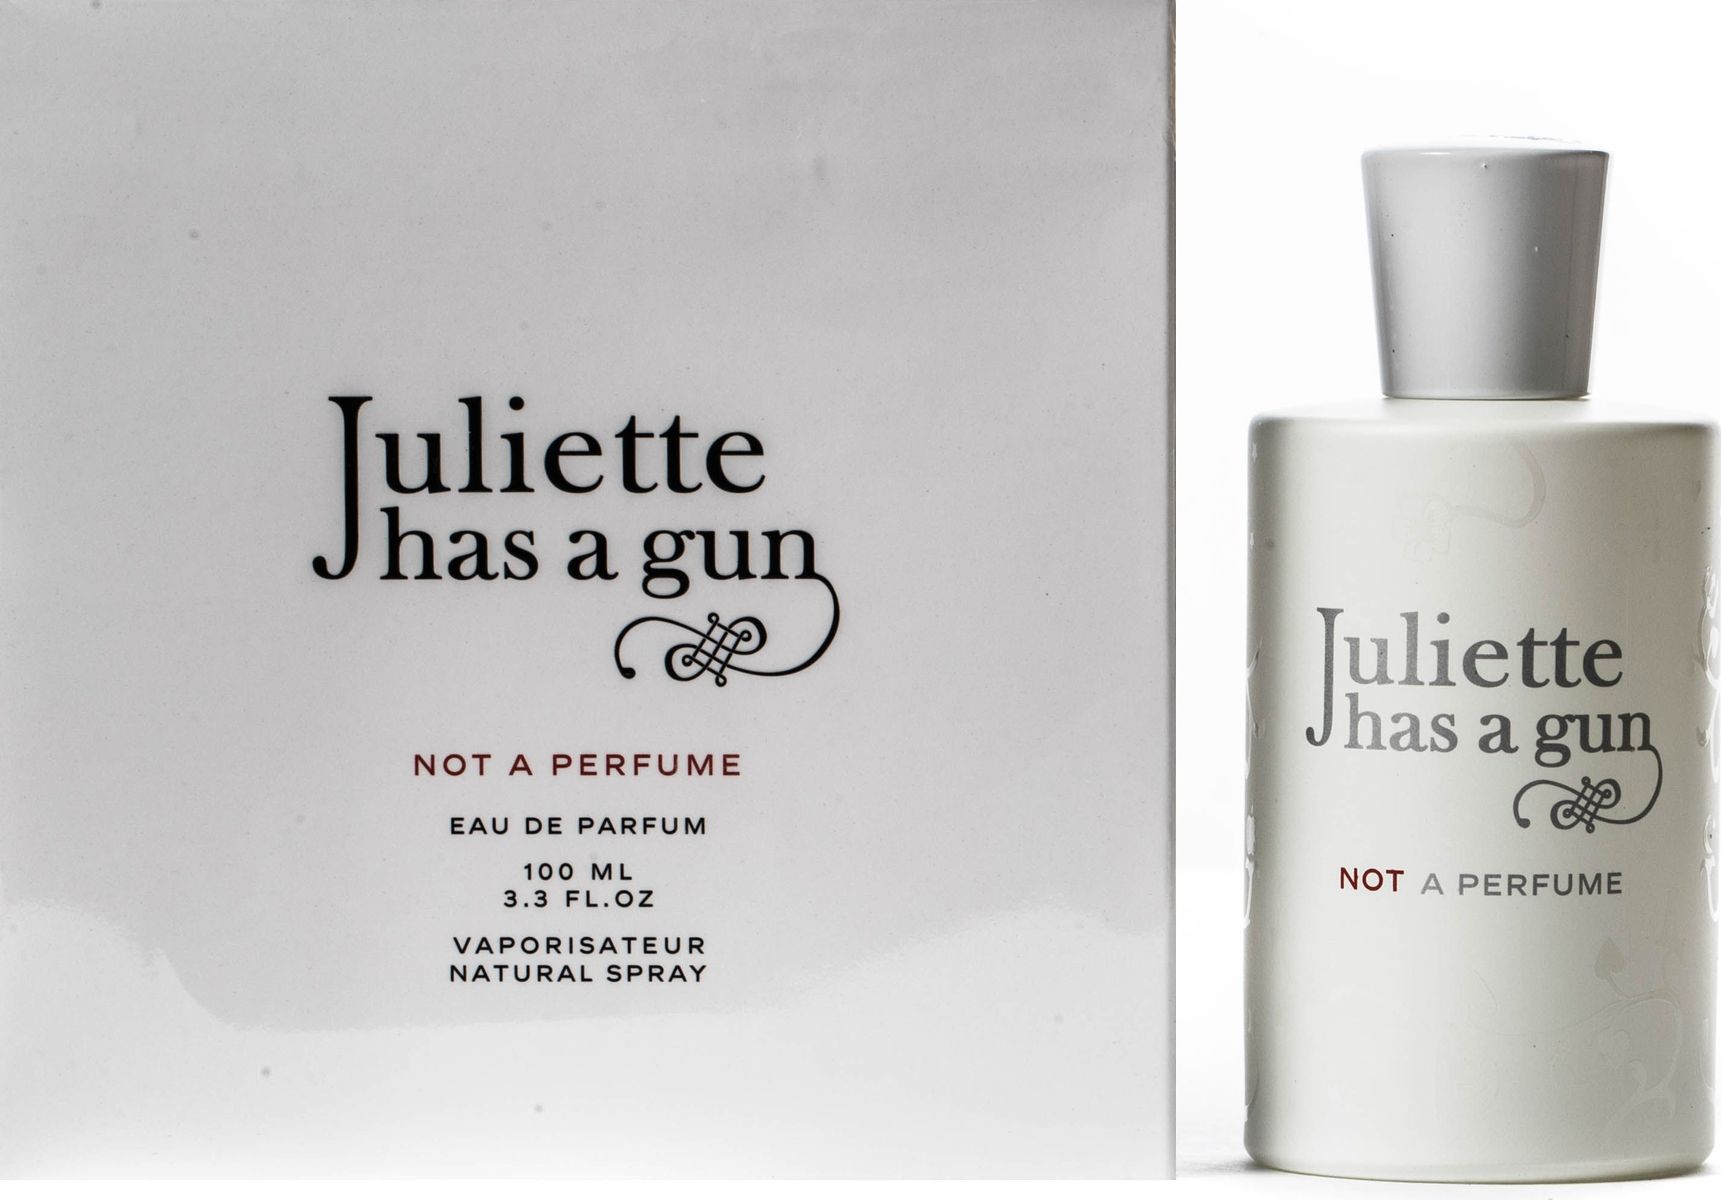 Juliette
has a gun
NOT A PERFUME
EAU DE PARFUM
100 ML
3.3 FL.OZ
VAPORISATEUR
NATURAL SPRAY
Juliette
has a gun
NOT A PERFUME